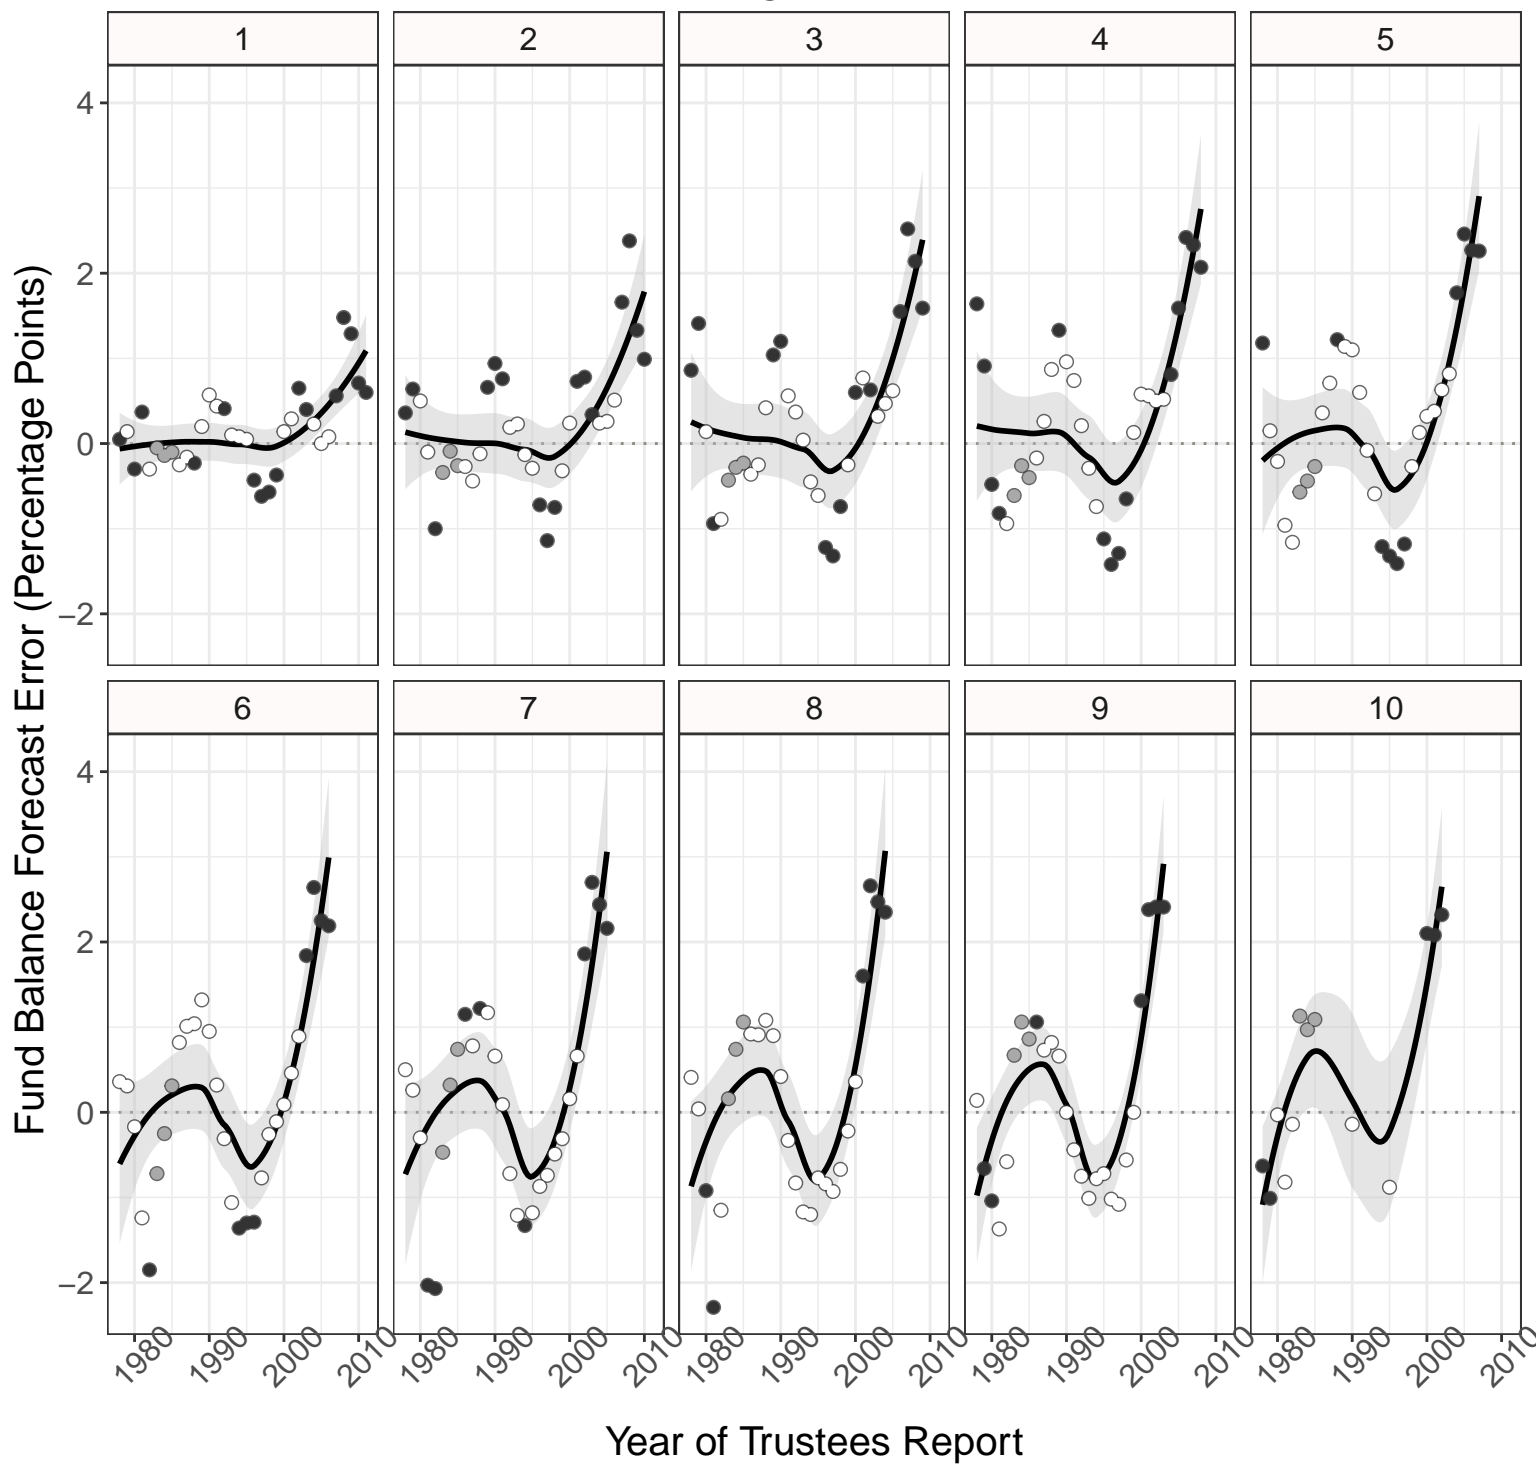 1 2 3 4 5
4
2
0
−2
6 7 8 9 10
4
2
0
−2
1980 1990 2000 2010 1980 1990 2000 2010 1980 1990 2000 2010 1980 1990 2000 2010 1980 1990 2000 2010
Year of Trustees Report
Fund Balance Forecast Error (Percentage Points)